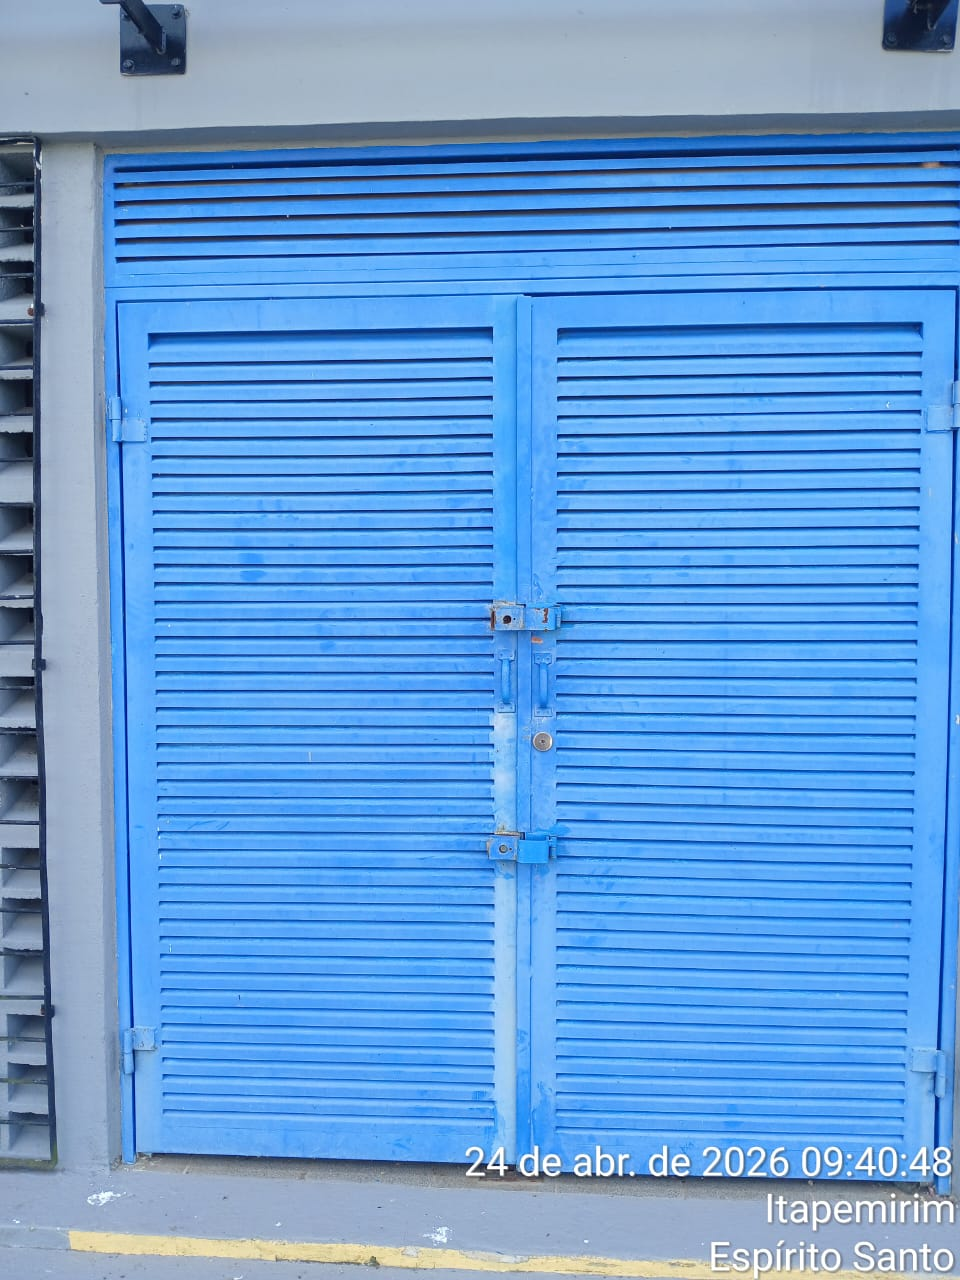 24 de abr. de 2026 09:40:48
Itapemirim
Espírito Santo